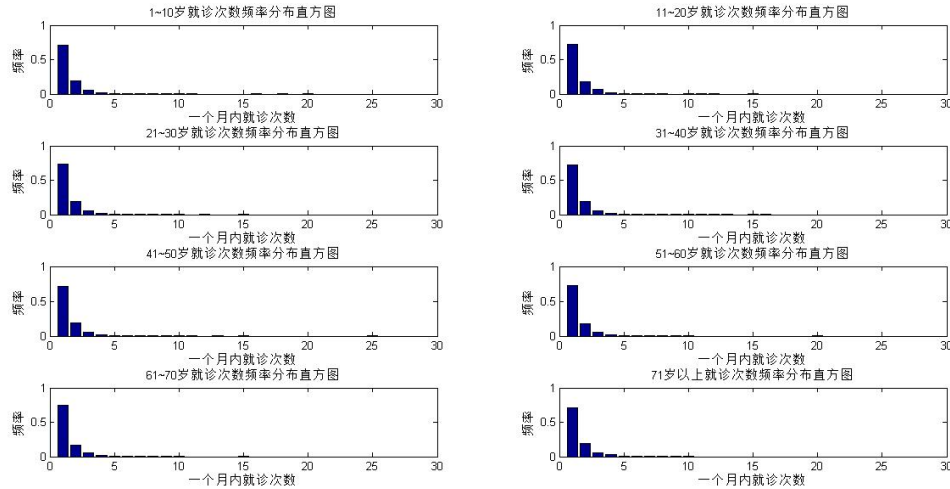 1~10岁就诊次数频率分布直方图
1
0.5
0
频率
0 5 10 15 20 25 30
一个月内就诊次数
11~20岁就诊次数频率分布直方图
1
0.5
0
频率
0 5 10 15 20 25 30
一个月内就诊次数
21~30岁就诊次数频率分布直方图
1
0.5
0
频率
0 5 10 15 20 25 30
一个月内就诊次数
31~40岁就诊次数频率分布直方图
1
0.5
0
频率
0 5 10 15 20 25 30
一个月内就诊次数
41~50岁就诊次数频率分布直方图
1
0.5
0
频率
0 5 10 15 20 25 30
一个月内就诊次数
51~60岁就诊次数频率分布直方图
1
0.5
0
频率
0 5 10 15 20 25 30
一个月内就诊次数
61~70岁就诊次数频率分布直方图
1
0.5
0
频率
0 5 10 15 20 25 30
一个月内就诊次数
71岁以上就诊次数频率分布直方图
1
0.5
0
频率
0 5 10 15 20 25 30
一个月内就诊次数